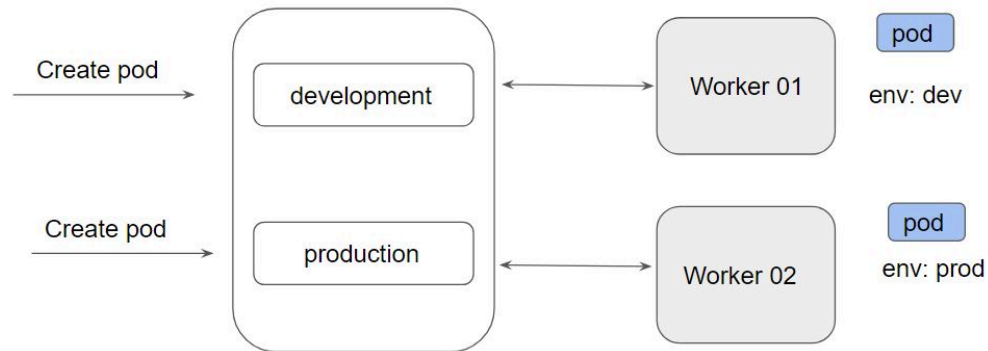 Create pod
development
Worker 01
pod
env: dev
Create pod
production
Worker 02
pod
env: prod